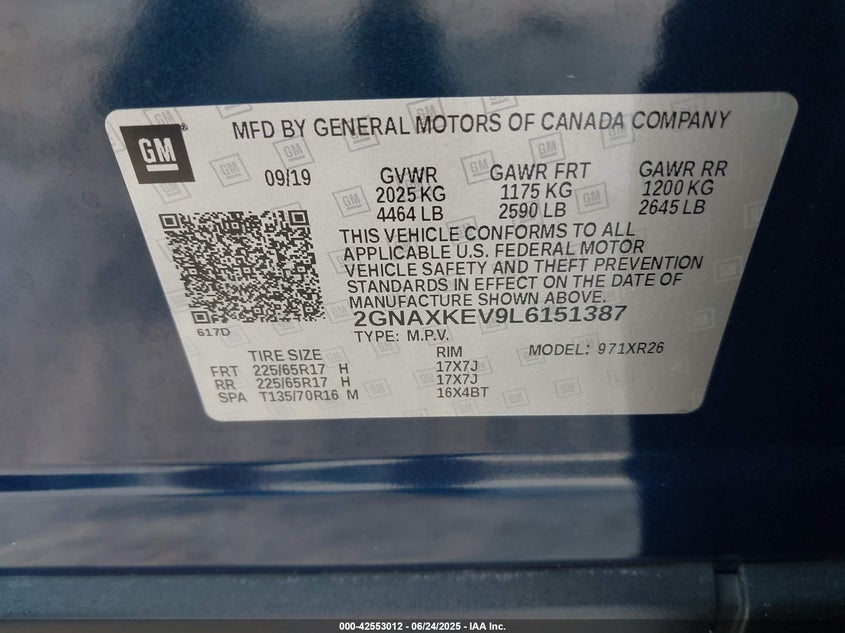 GM
MFD BY GENERAL MOTORS OF CANADA COMPANY
09/19 GVWR GAWR FRT GAWR RR
2025 KG 1175 KG 1200 KG
4464 LB 2590 LB 2645 LB
THIS VEHICLE CONFORMS TO ALL
APPLICABLE U.S. FEDERAL MOTOR
VEHICLE SAFETY AND THEFT PREVENTION
STANDARDS IN EFFECT ON THE DATE OF
MANUFACTURE SHOWN ABOVE.
2GNAXKEV9L6151387
617D
TYPE: M.P.V.
TIRE SIZE RIM MODEL: 971XR26
FRT 225/65R17 H 17X7J
RR 225/65R17 H 17X7J
SPA T135/70R16 M 16X4BT
000-42553012 - 06/24/2025 - IAA Inc.